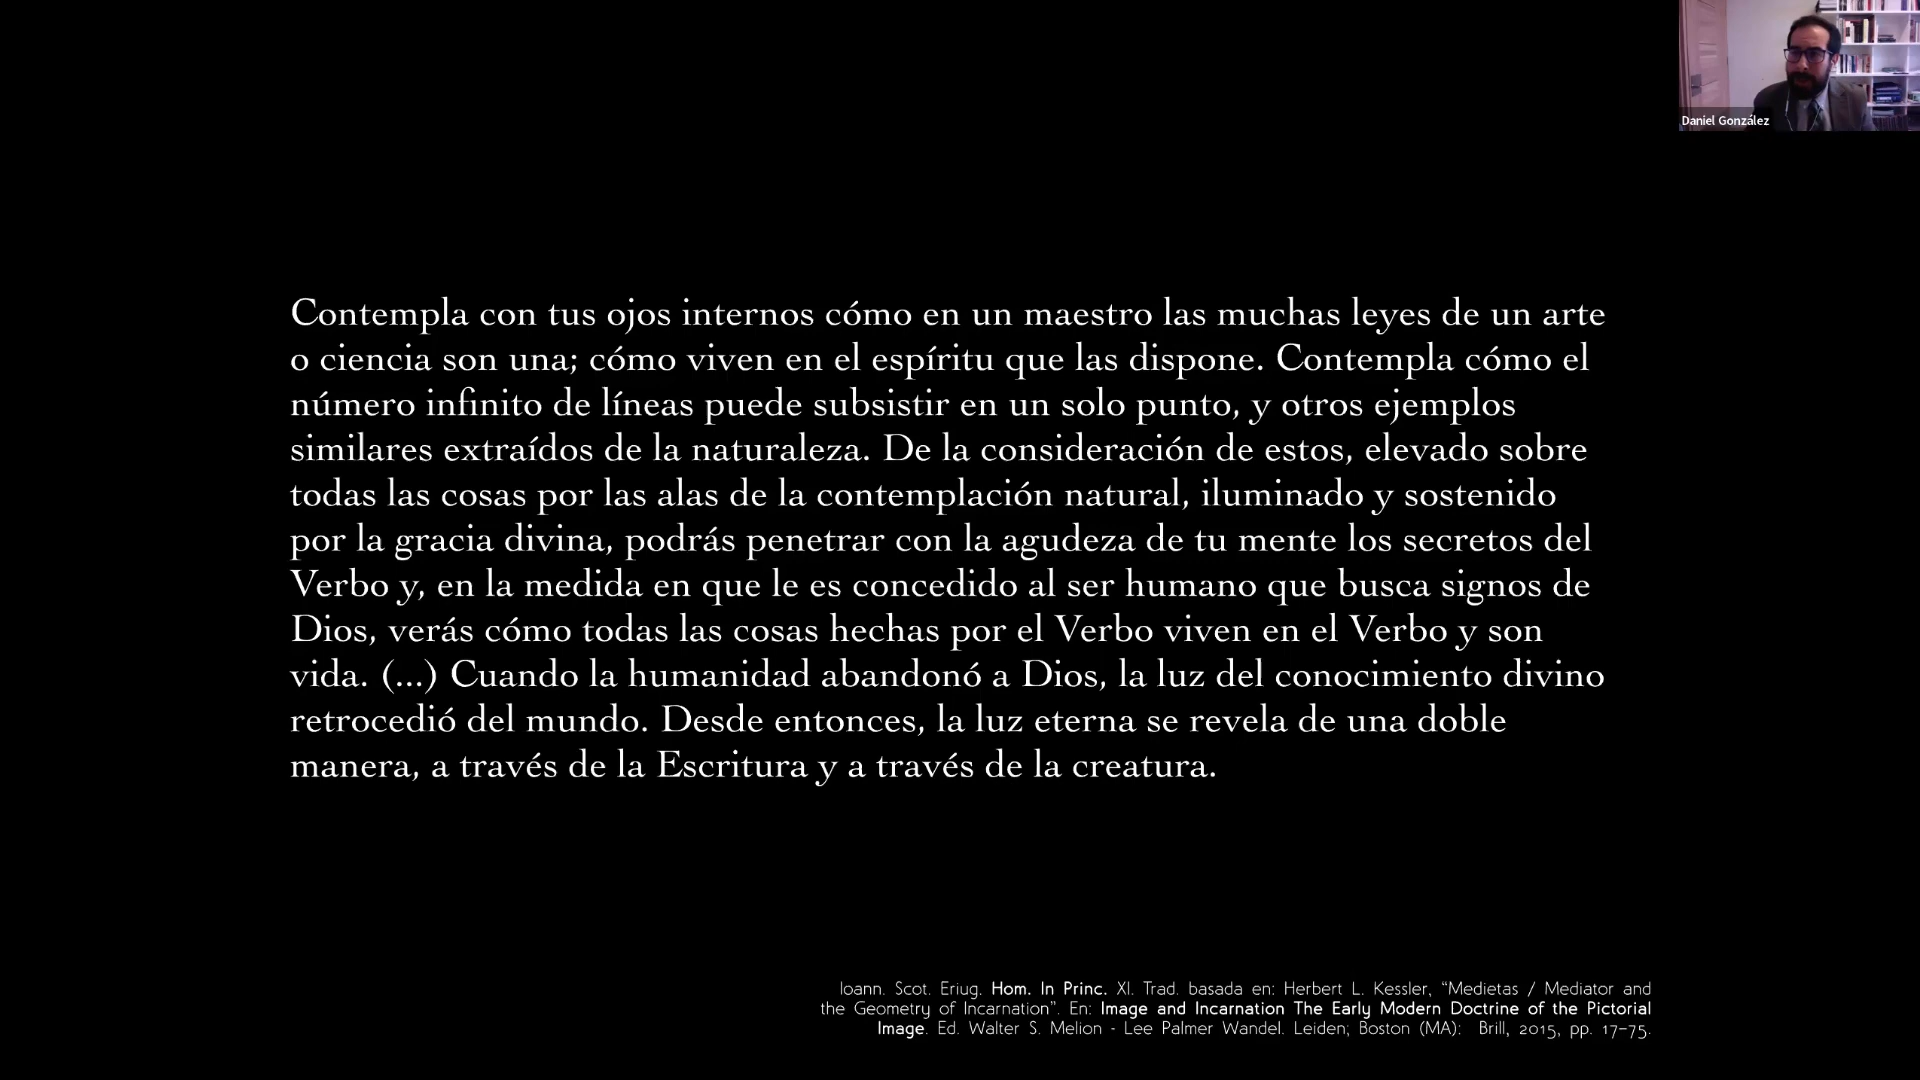 Daniel González
Contempla con tus ojos internos cómo en un maestro las muchas leyes de un arte
o ciencia son una; cómo viven en el espíritu que las dispone. Contempla cómo el
número infinito de líneas puede subsistir en un solo punto, y otros ejemplos
similares extraídos de la naturaleza. De la consideración de estos, elevado sobre
todas las cosas por las alas de la contemplación natural, iluminado y sostenido
por la gracia divina, podrás penetrar con la agudeza de tu mente los secretos del
Verbo y, en la medida en que le es concedido al ser humano que busca signos de
Dios, verás cómo todas las cosas hechas por el Verbo viven en el Verbo y son
vida. (...) Cuando la humanidad abandonó a Dios, la luz del conocimiento divino
retrocedió del mundo. Desde entonces, la luz eterna se revela de una doble
manera, a través de la Escritura y a través de la creatura.
Ioann. Scot. Eriug. Hom. In Princ. XI. Trad. basada en: Herbert L. Kessler, “Medietas / Mediator and
the Geometry of Incarnation”. En: Image and Incarnation The Early Modern Doctrine of the Pictorial
Image. Ed. Walter S. Melion - Lee Palmer Wandel. Leiden; Boston (MA): Brill, 2015, pp. 17–75.